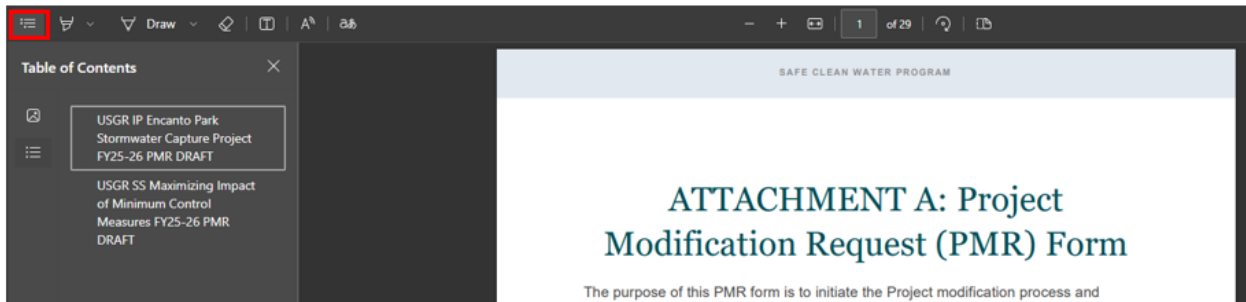 Draw
aあ
1 of 29
Table of Contents
USGR IP Encanto Park
Stormwater Capture Project
FY25-26 PMR DRAFT
USGR SS Maximizing Impact
of Minimum Control
Measures FY25-26 PMR
DRAFT
SAFE CLEAN WATER PROGRAM
ATTACHMENT A: Project
Modification Request (PMR) Form
The purpose of this PMR form is to initiate the Project modification process and